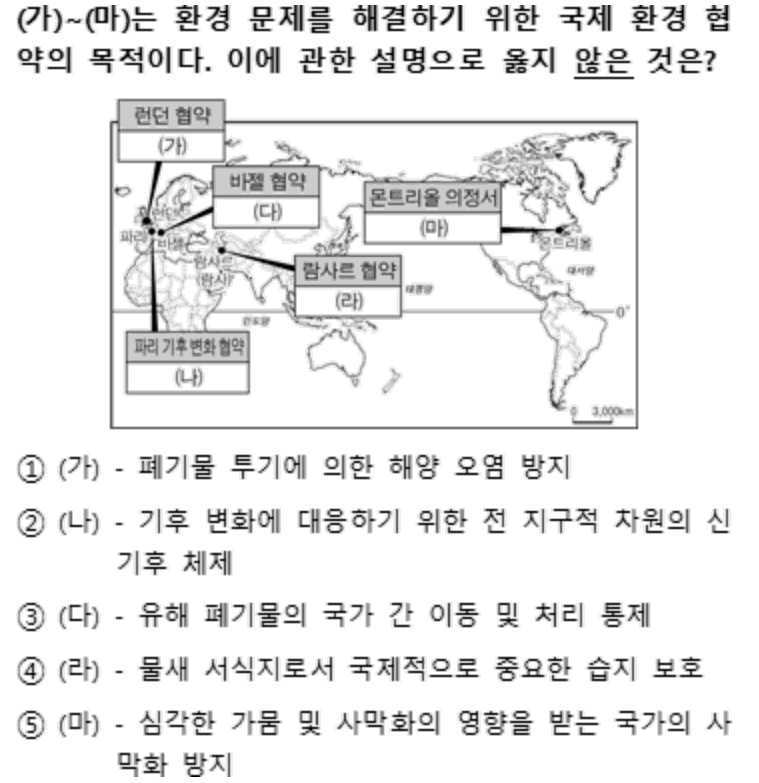 (가)~(마)는 환경 문제를 해결하기 위한 국제 환경 협
약의 목적이다. 이에 관한 설명으로 옳지 않은 것은?
런던 협약
(가)
바젤 협약
(다)
몬트리올 의정서
(마)
런던
파리
바젤
몬트리올
람사르
(람사)
람사르 협약
(라)
대서양
태평양
인도양
0°
파리 기후 변화 협약
(나)
0 3,000km
① (가) - 폐기물 투기에 의한 해양 오염 방지
② (나) - 기후 변화에 대응하기 위한 전 지구적 차원의 신
기후 체제
③ (다) - 유해 폐기물의 국가 간 이동 및 처리 통제
④ (라) - 물새 서식지로서 국제적으로 중요한 습지 보호
⑤ (마) - 심각한 가뭄 및 사막화의 영향을 받는 국가의 사
막화 방지